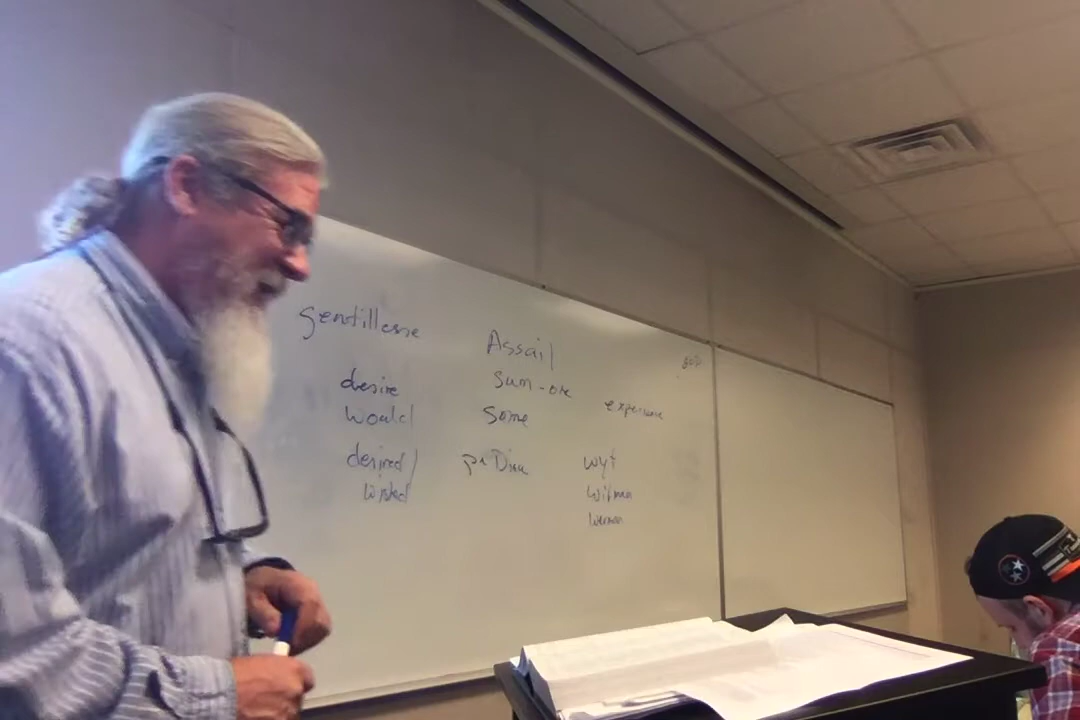 gentillesse
Assail
desire
sum-one
would
some
experience
desired/
wyf
wished
wifman
woman